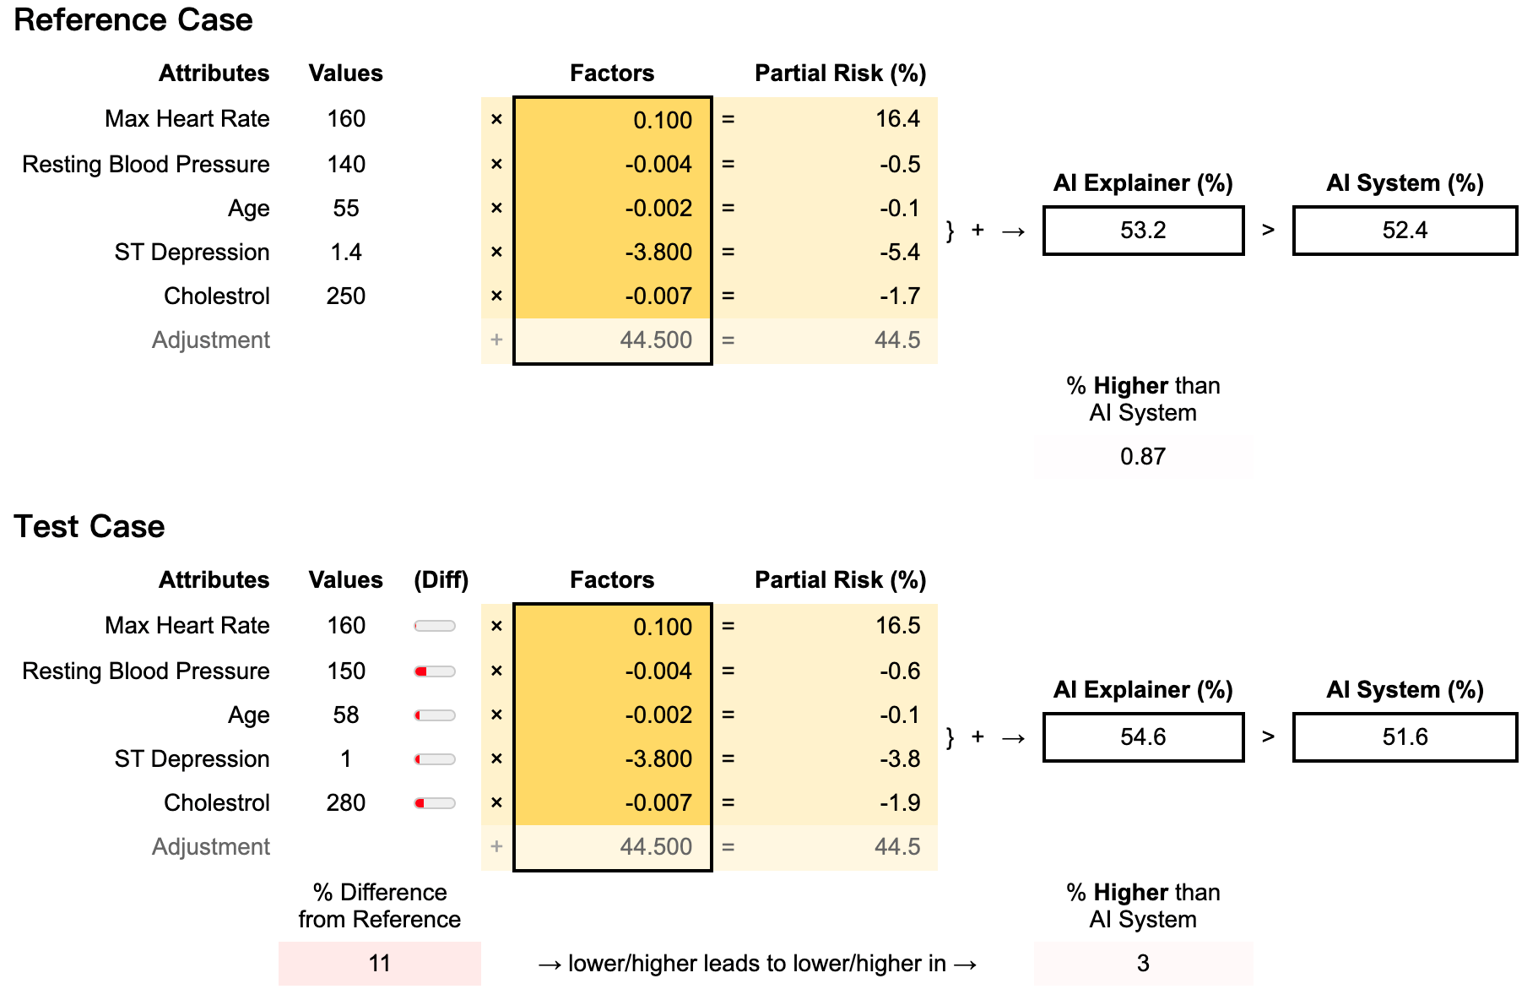 Reference Case
Attributes Values Factors Partial Risk (%)
Max Heart Rate 160 × 0.100 = 16.4
Resting Blood Pressure 140 × -0.004 = -0.5
AI Explainer (%) AI System (%)
Age 55 × -0.002 = -0.1
} + → 53.2 > 52.4
ST Depression 1.4 × -3.800 = -5.4
Cholestrol 250 × -0.007 = -1.7
Adjustment + 44.500 = 44.5
% Higher than
AI System
0.87
Test Case
Attributes Values (Diff) Factors Partial Risk (%)
Max Heart Rate 160 × 0.100 = 16.5
Resting Blood Pressure 150 × -0.004 = -0.6
AI Explainer (%) AI System (%)
Age 58 × -0.002 = -0.1
} + → 54.6 > 51.6
ST Depression 1 × -3.800 = -3.8
Cholestrol 280 × -0.007 = -1.9
Adjustment + 44.500 = 44.5
% Difference
from Reference
% Higher than
AI System
11 → lower/higher leads to lower/higher in → 3